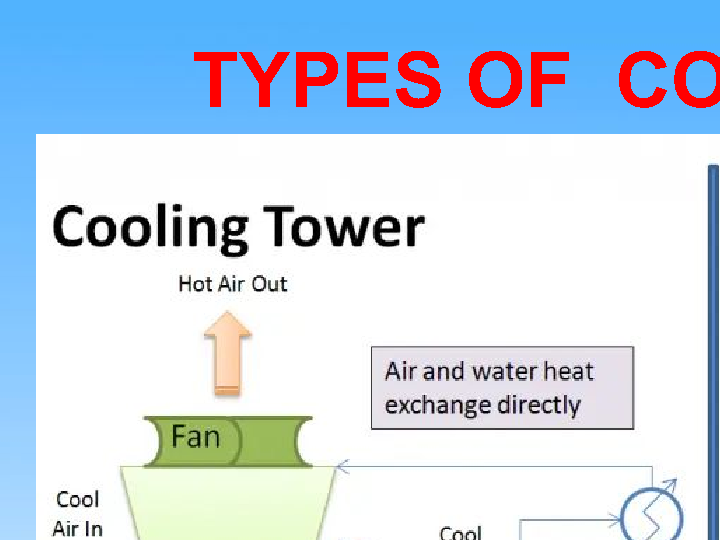 TYPES OF CO
Cooling Tower
Hot Air Out
Air and water heat
exchange directly
Fan
Cool
Air In
Cool